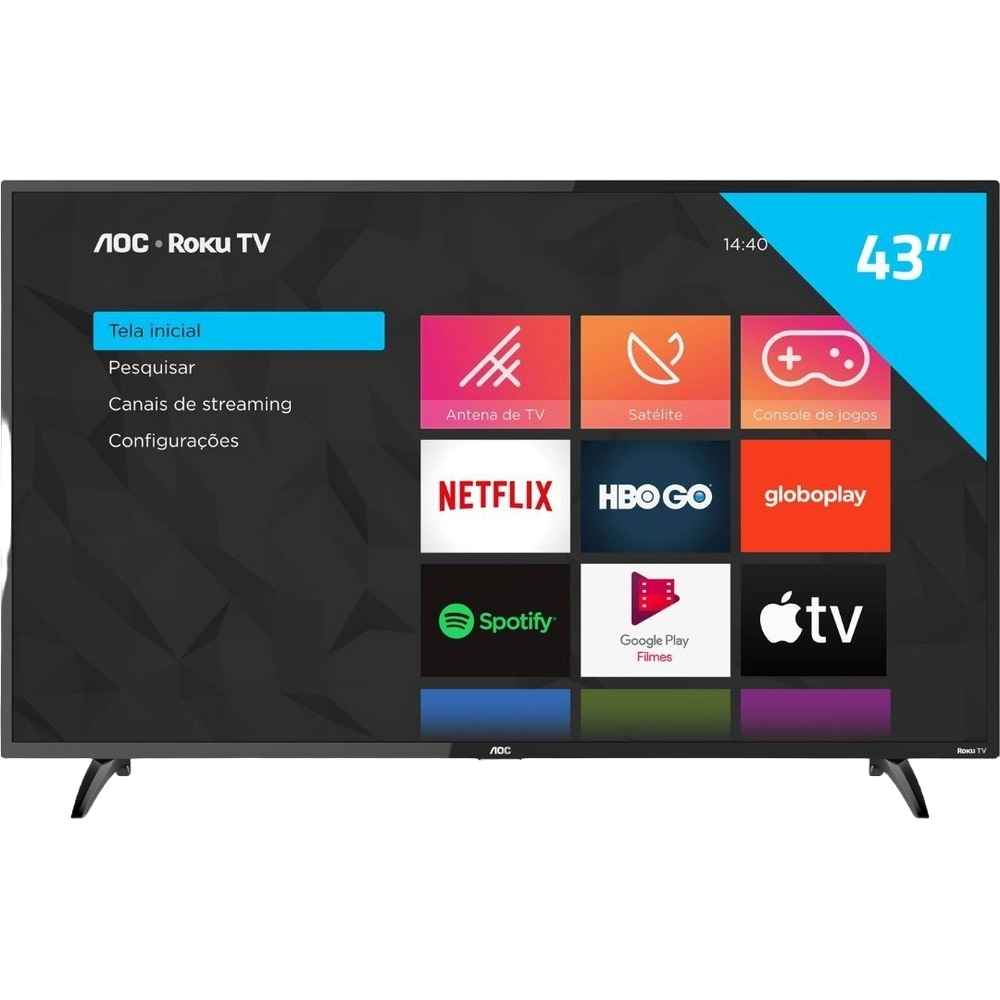 AOC • Roku TV
14:40
43"
Tela inicial
Pesquisar
Canais de streaming
Configurações
Antena de TV
Satélite
Console de jogos
NETFLIX
HBO GO
globoplay
Spotify
Google Play
Filmes
tv
AOC
Roku TV